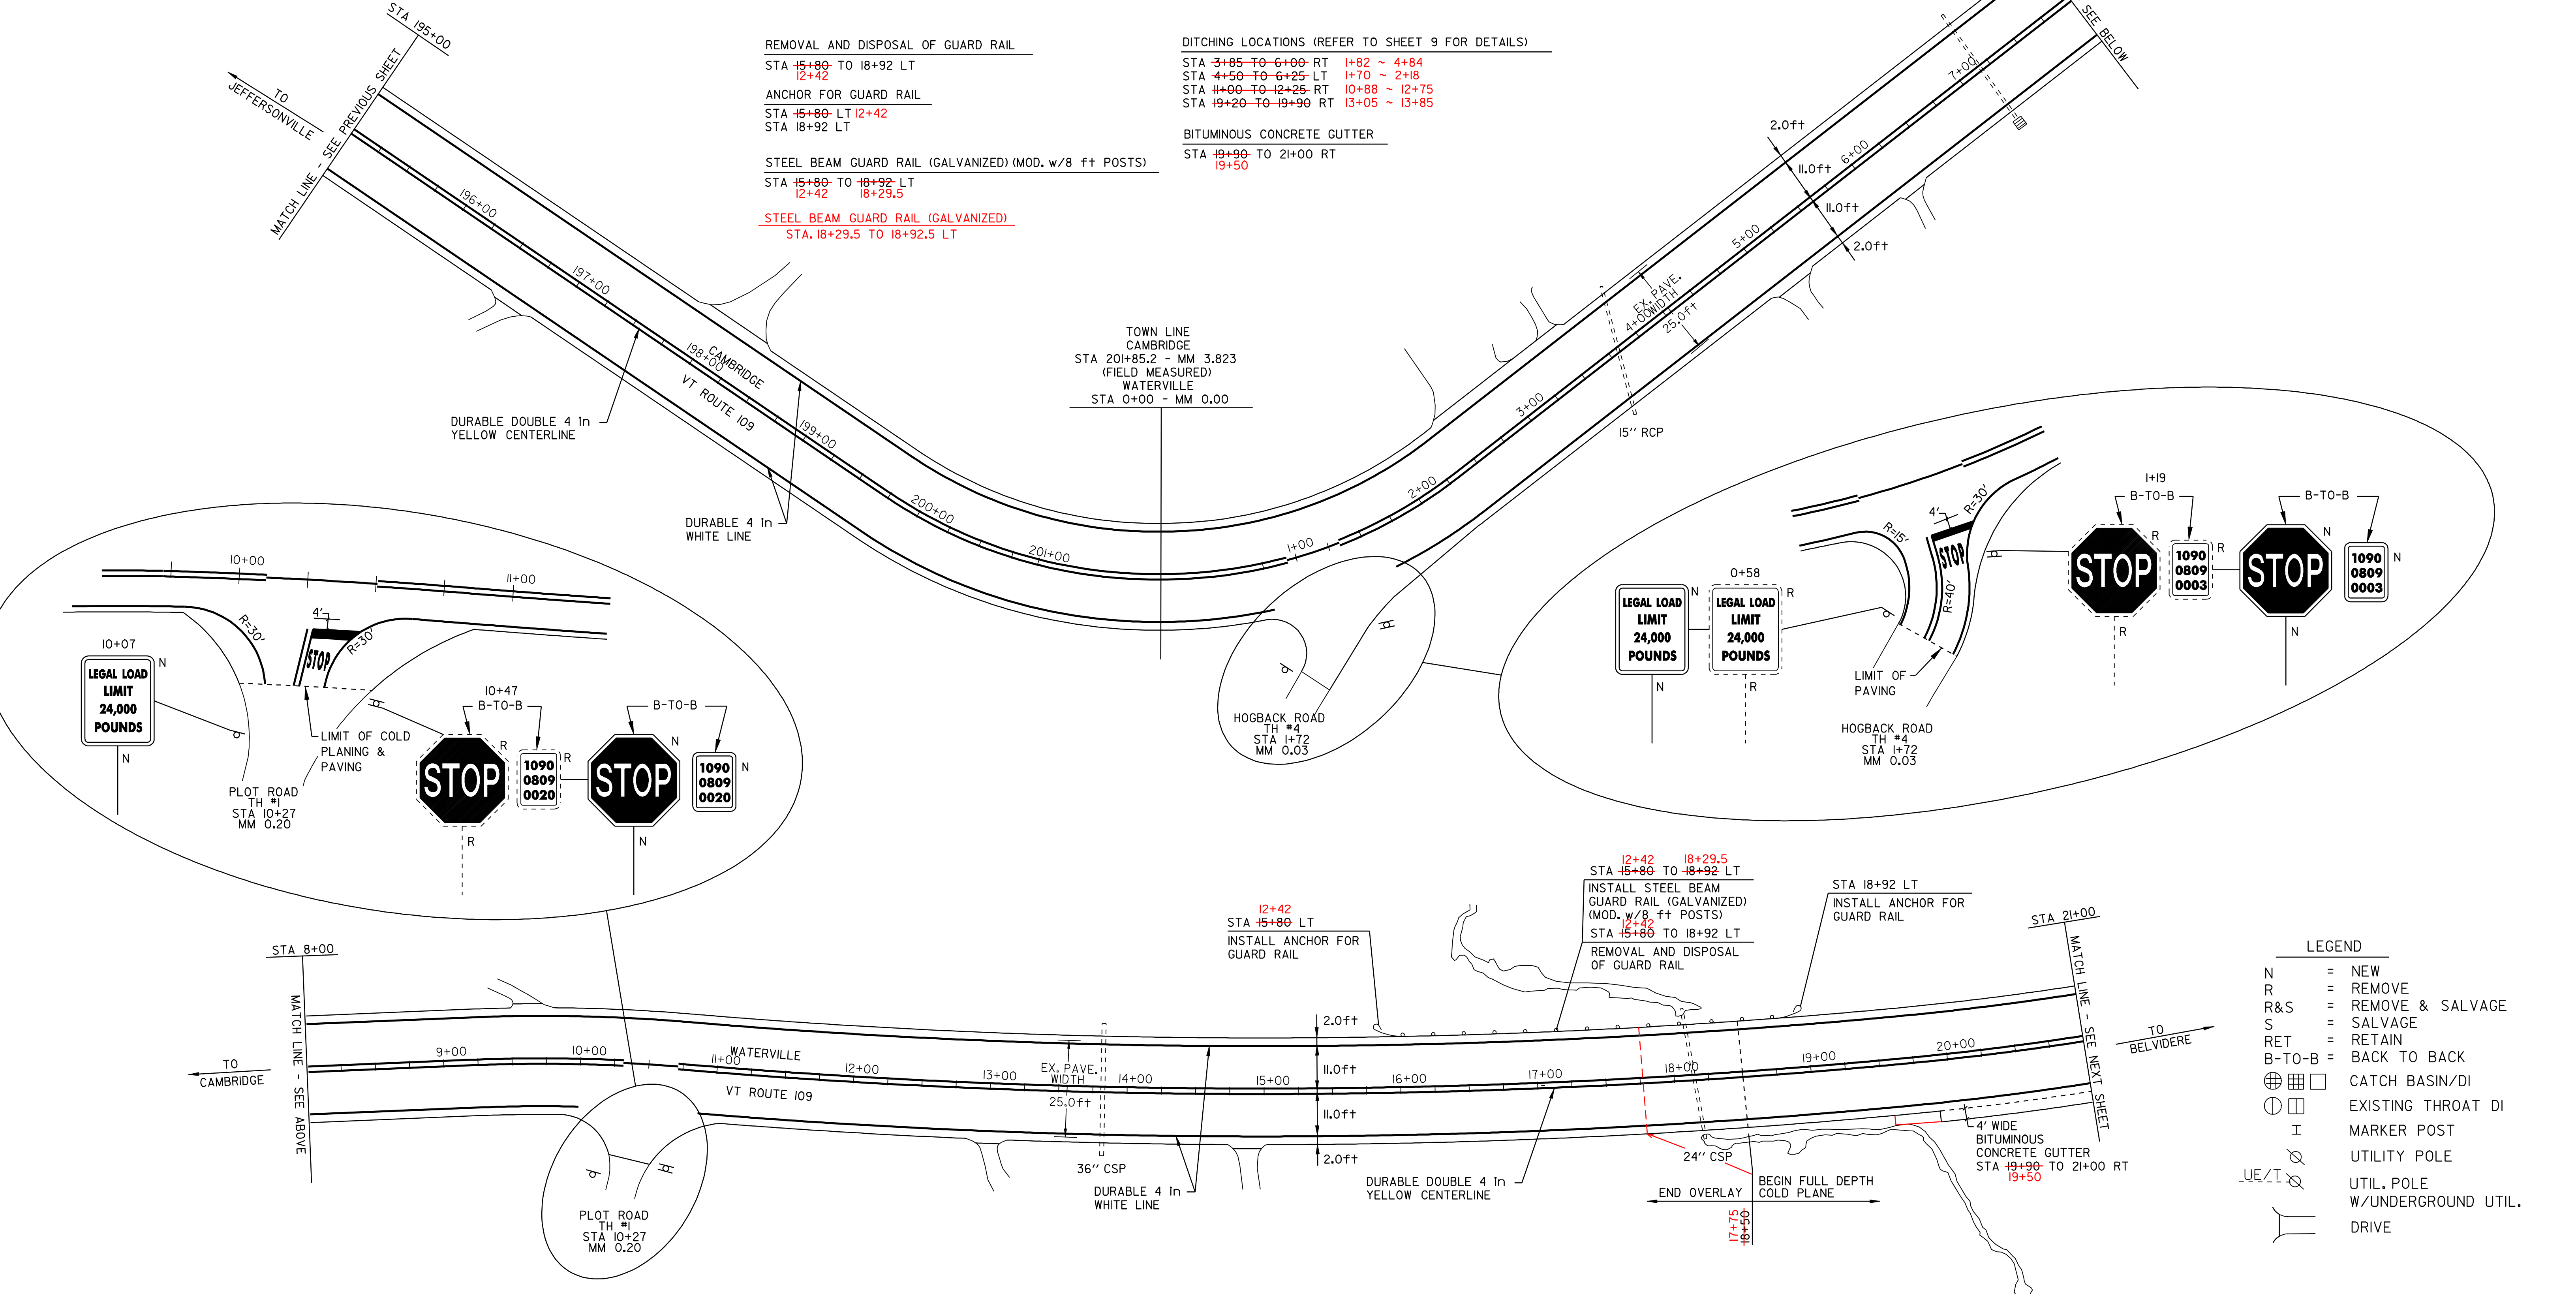 STA 195+00
MATCH LINE - SEE PREVIOUS SHEET
TO
JEFFERSONVILLE
REMOVAL AND DISPOSAL OF GUARD RAIL
STA 15+80 TO 18+92 LT
12+42
ANCHOR FOR GUARD RAIL
STA 15+80 LT 12+42
STA 18+92 LT
STEEL BEAM GUARD RAIL (GALVANIZED) (MOD. w/8 ft POSTS)
STA 15+80 TO 18+92 LT
12+42 18+29.5
STEEL BEAM GUARD RAIL (GALVANIZED)
STA. 18+29.5 TO 18+92.5 LT
DITCHING LOCATIONS (REFER TO SHEET 9 FOR DETAILS)
STA 3+85 TO 6+00 RT 1+82 ~ 4+84
STA 4+50 TO 6+25 LT 1+70 ~ 2+18
STA 11+00 TO 12+25 RT 10+88 ~ 12+75
STA 19+20 TO 19+90 RT 13+05 ~ 13+85
BITUMINOUS CONCRETE GUTTER
STA 19+90 TO 21+00 RT
19+50
SEE BELOW
196+00
197+00
198+00
CAMBRIDGE
VT ROUTE 109
199+00
200+00
201+00
1+00
2+00
3+00
4+00
5+00
6+00
7+00
2.0ft
11.0ft
11.0ft
2.0ft
EX. PAVE.
WIDTH
25.0ft
15" RCP
DURABLE DOUBLE 4 in
YELLOW CENTERLINE
DURABLE 4 in
WHITE LINE
TOWN LINE
CAMBRIDGE
STA 201+85.2 - MM 3.823
(FIELD MEASURED)
WATERVILLE
STA 0+00 - MM 0.00
HOGBACK ROAD
TH #4
STA 1+72
MM 0.03
10+00
11+00
R=30'
4'
STOP
R=30'
10+07
LEGAL LOAD
LIMIT
24,000
POUNDS
N
N
LIMIT OF COLD
PLANING &
PAVING
PLOT ROAD
TH #1
STA 10+27
MM 0.20
10+47
B-TO-B
STOP
R
R
1090
0809
0020
R
B-TO-B
STOP
N
N
1090
0809
0020
N
R=15'
4'
R=30'
STOP
R=40'
0+58
LEGAL LOAD
LIMIT
24,000
POUNDS
N
N
LEGAL LOAD
LIMIT
24,000
POUNDS
R
R
LIMIT OF
PAVING
HOGBACK ROAD
TH #4
STA 1+72
MM 0.03
1+19
B-TO-B
STOP
R
R
1090
0809
0003
R
B-TO-B
STOP
N
N
1090
0809
0003
N
STA 8+00
MATCH LINE - SEE ABOVE
TO
CAMBRIDGE
9+00
10+00
11+00
WATERVILLE
VT ROUTE 109
12+00
13+00
14+00
15+00
16+00
17+00
18+00
19+00
20+00
EX. PAVE.
WIDTH
25.0ft
36" CSP
DURABLE 4 in
WHITE LINE
2.0ft
11.0ft
11.0ft
2.0ft
DURABLE DOUBLE 4 in
YELLOW CENTERLINE
PLOT ROAD
TH #1
STA 10+27
MM 0.20
12+42
STA 15+80 LT
INSTALL ANCHOR FOR
GUARD RAIL
12+42 18+29.5
STA 15+80 TO 18+92 LT
INSTALL STEEL BEAM
GUARD RAIL (GALVANIZED)
(MOD. w/8 ft POSTS)
12+42
STA 15+80 TO 18+92 LT
REMOVAL AND DISPOSAL
OF GUARD RAIL
STA 18+92 LT
INSTALL ANCHOR FOR
GUARD RAIL
24" CSP
END OVERLAY
BEGIN FULL DEPTH
COLD PLANE
17+75
18+50
STA 21+00
MATCH LINE - SEE NEXT SHEET
TO
BELVIDERE
4' WIDE
BITUMINOUS
CONCRETE GUTTER
STA 19+90 TO 21+00 RT
19+50
LEGEND
N = NEW
R = REMOVE
R&S = REMOVE & SALVAGE
S = SALVAGE
RET = RETAIN
B-TO-B = BACK TO BACK
CATCH BASIN/DI
EXISTING THROAT DI
MARKER POST
UTILITY POLE
UE/T UTIL. POLE
W/UNDERGROUND UTIL.
DRIVE